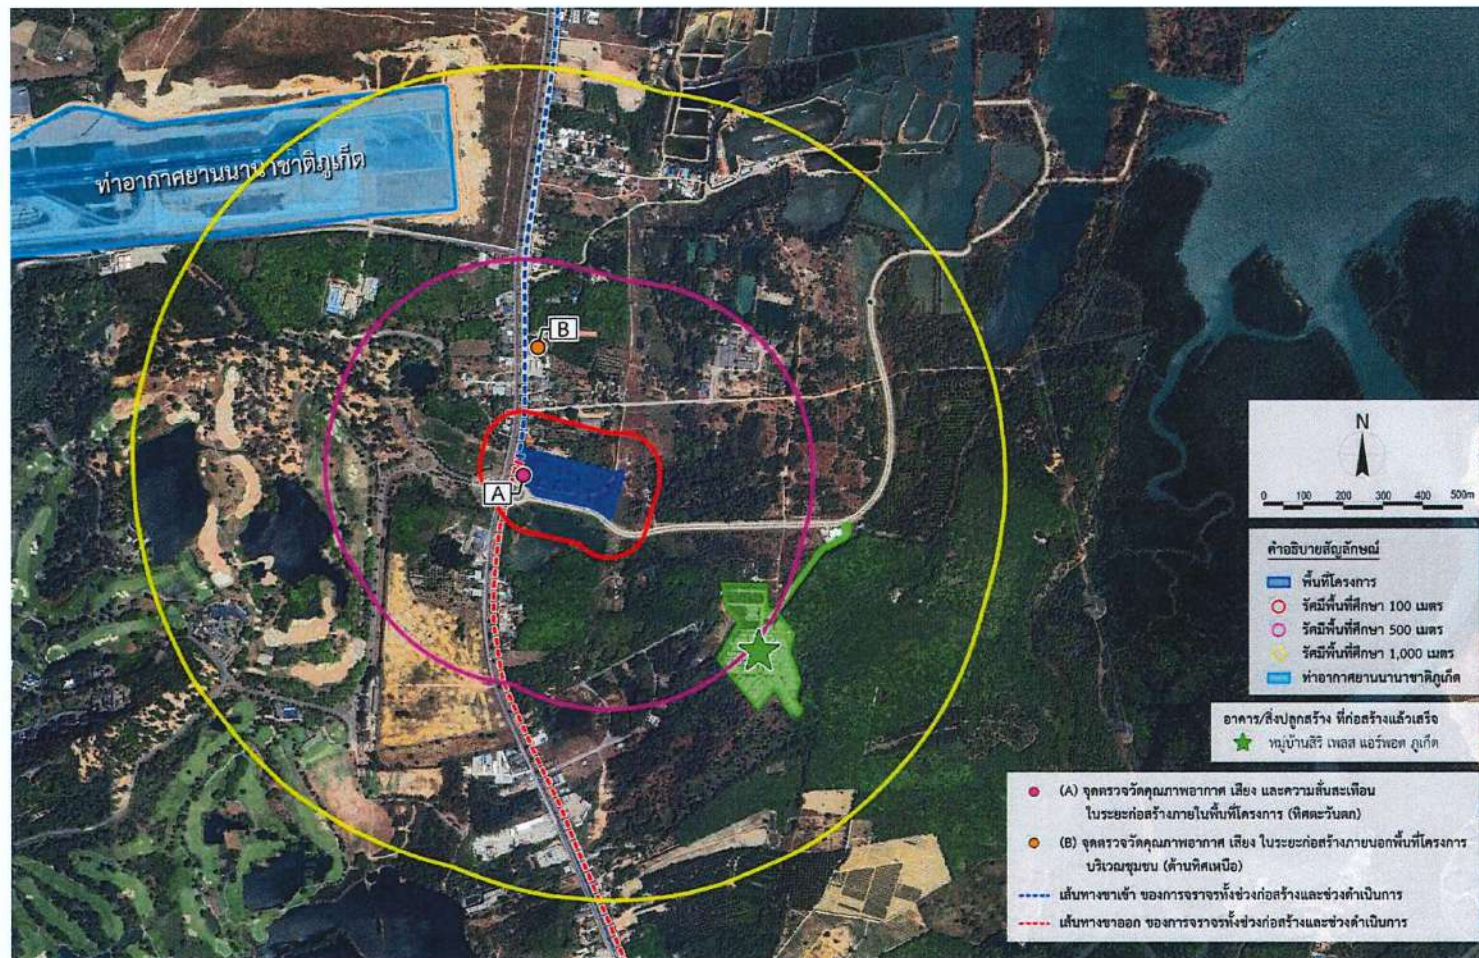 ท่าอากาศยานนานาชาติภูเก็ต
B
A
N
0 100 200 300 400 500m
คำอธิบายสัญลักษณ์
พื้นที่โครงการ
รัศมีพื้นที่ศึกษา 100 เมตร
รัศมีพื้นที่ศึกษา 500 เมตร
รัศมีพื้นที่ศึกษา 1,000 เมตร
ท่าอากาศยานนานาชาติภูเก็ต
อาคาร/สิ่งปลูกสร้าง ที่ก่อสร้างแล้วเสร็จ
หมู่บ้านสิริ เพลส แอร์พอต ภูเก็ต
(A) จุดตรวจวัดคุณภาพอากาศ เสียง และความสั่นสะเทือน
ในระยะก่อสร้างภายในพื้นที่โครงการ (ทิศตะวันตก)
(B) จุดตรวจวัดคุณภาพอากาศ เสียง ในระยะก่อสร้างภายนอกพื้นที่โครงการ
บริเวณชุมชน (ด้านทิศเหนือ)
เส้นทางขาเข้า ของการจราจรทั้งช่วงก่อสร้างและช่วงดำเนินการ
เส้นทางขาออก ของการจราจรทั้งช่วงก่อสร้างและช่วงดำเนินการ